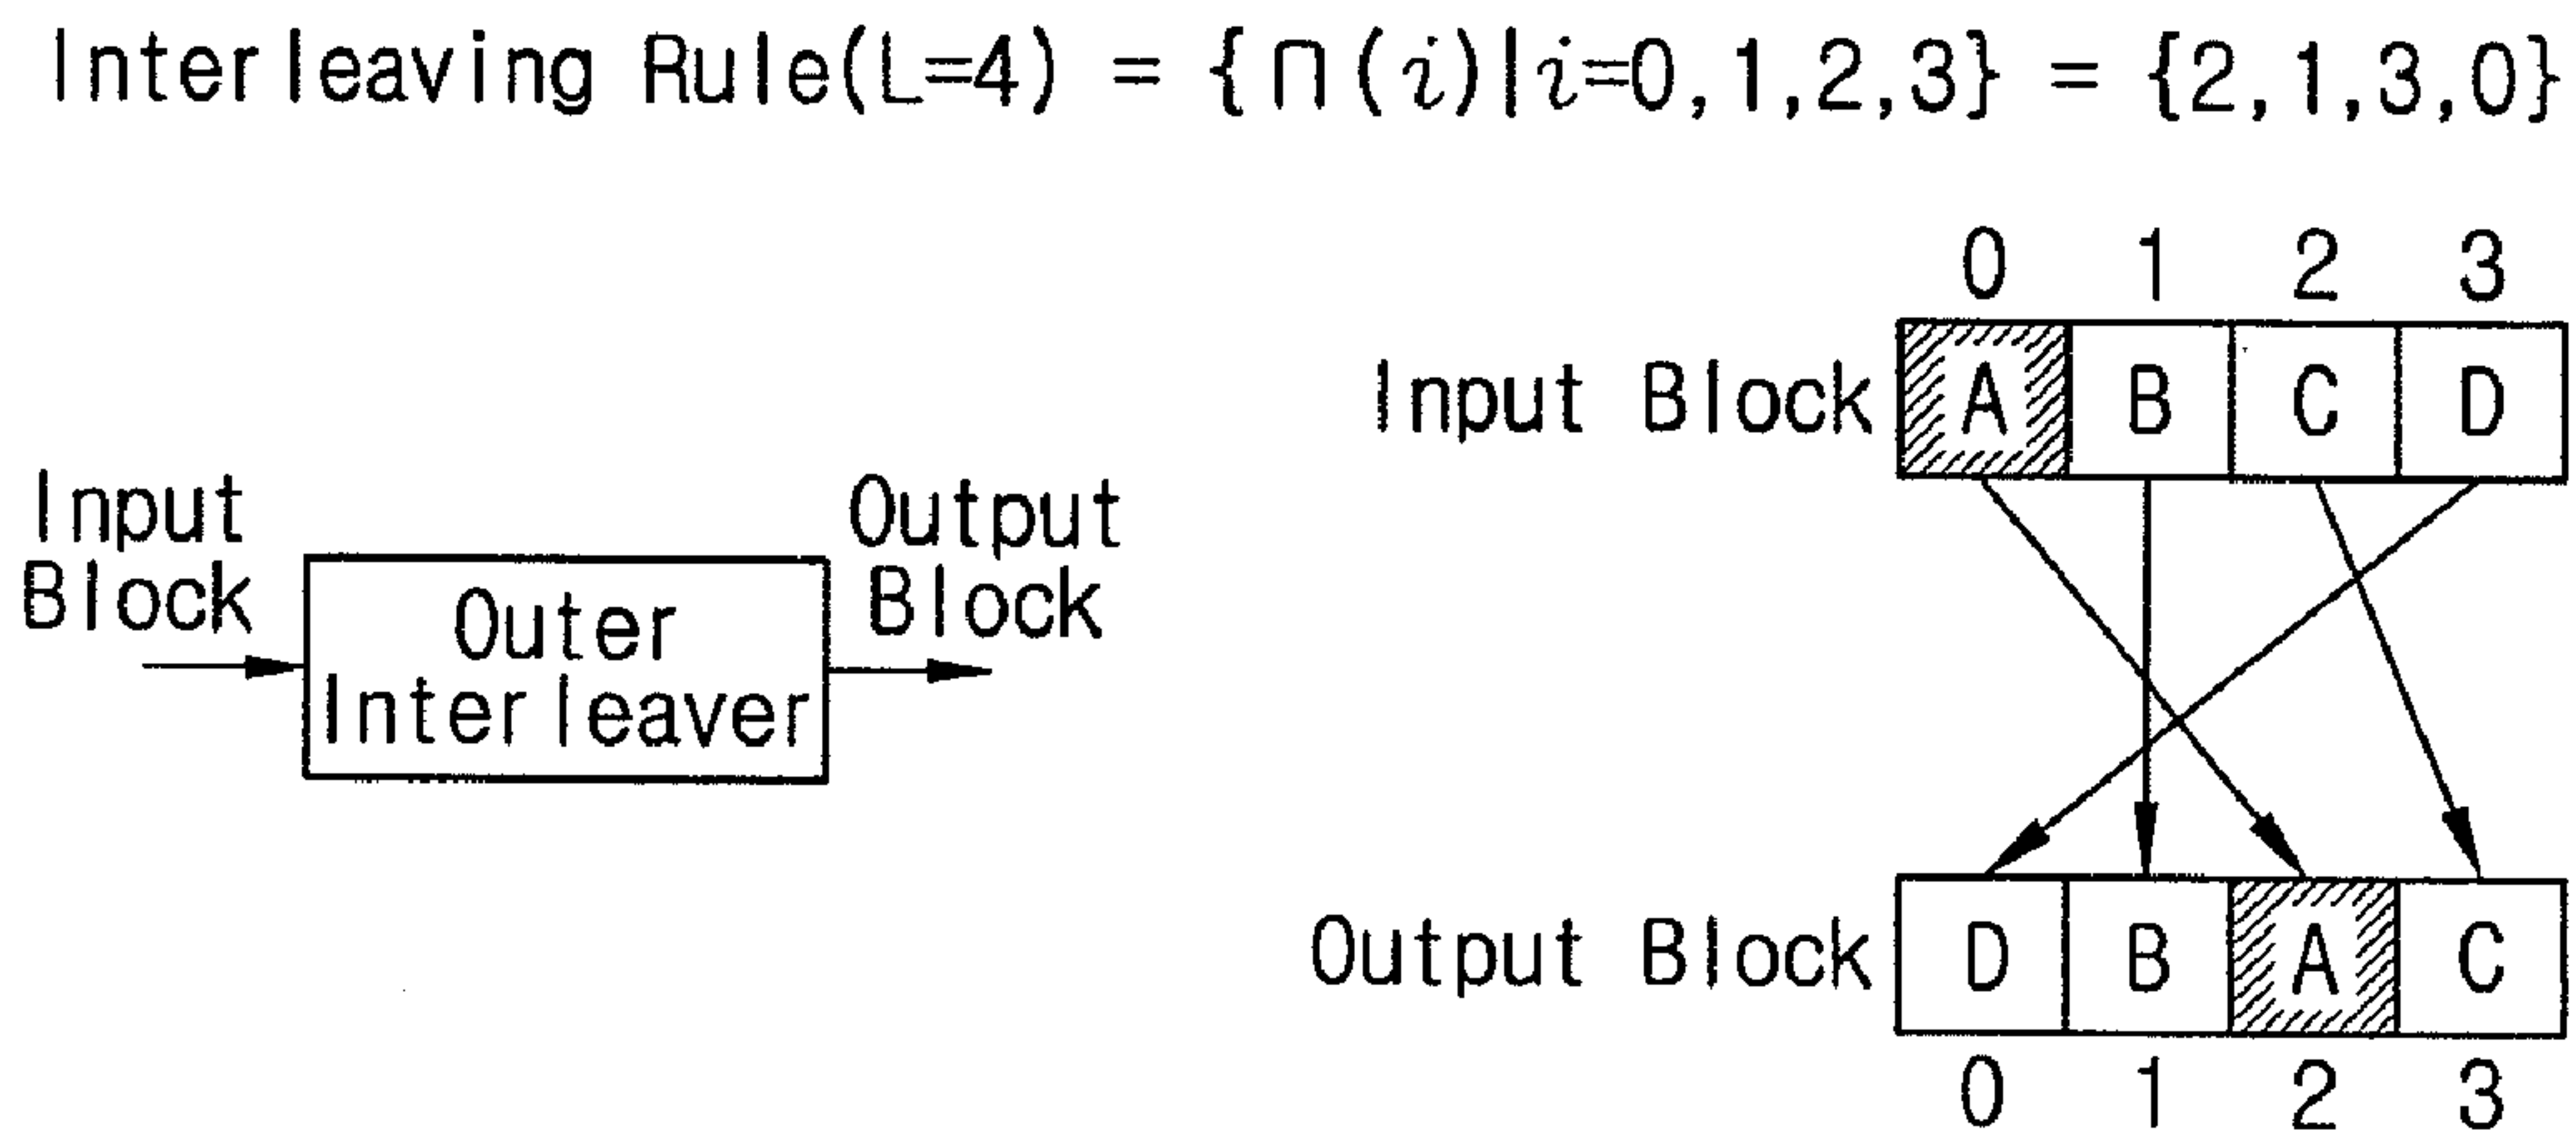 Interleaving Rule(L=4) = {Π(i)|i=0,1,2,3} = {2,1,3,0}
Input
Block
Outer
Interleaver
Output
Block
0 1 2 3
Input Block A B C D
Output Block D B A C
0 1 2 3